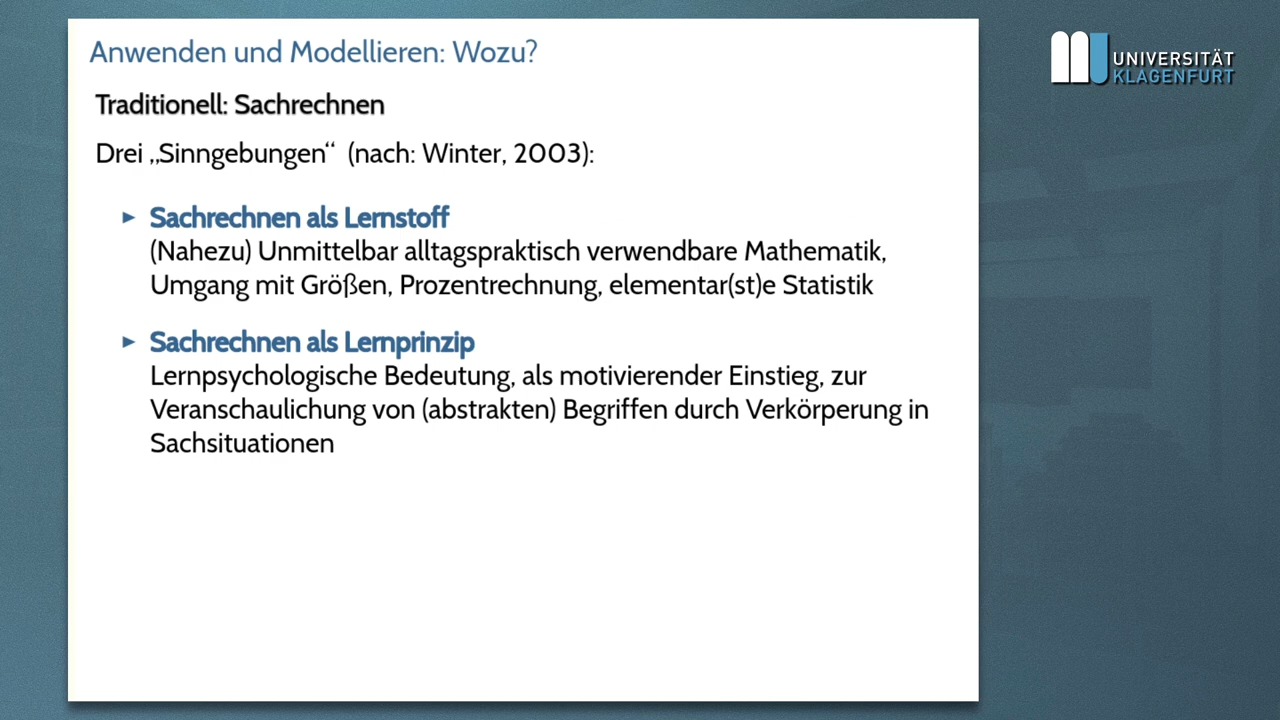 Anwenden und Modellieren: Wozu?
Traditionell: Sachrechnen
Drei „Sinngebungen“ (nach: Winter, 2003):
► Sachrechnen als Lernstoff
(Nahezu) Unmittelbar alltagspraktisch verwendbare Mathematik,
Umgang mit Größen, Prozentrechnung, elementar(st)e Statistik
► Sachrechnen als Lernprinzip
Lernpsychologische Bedeutung, als motivierender Einstieg, zur
Veranschaulichung von (abstrakten) Begriffen durch Verkörperung in
Sachsituationen
UNIVERSITÄT
KLAGENFURT